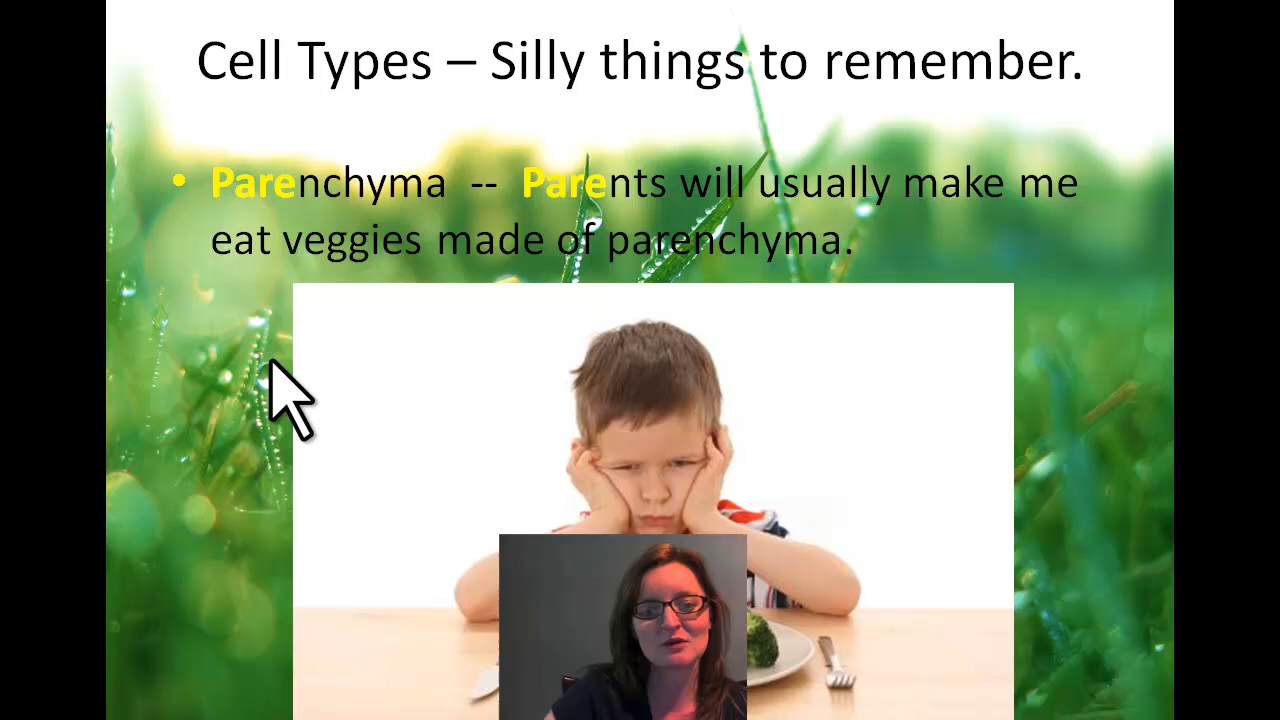 Cell Types – Silly things to remember.
• Parenchyma -- Parents will usually make me
eat veggies made of parenchyma.